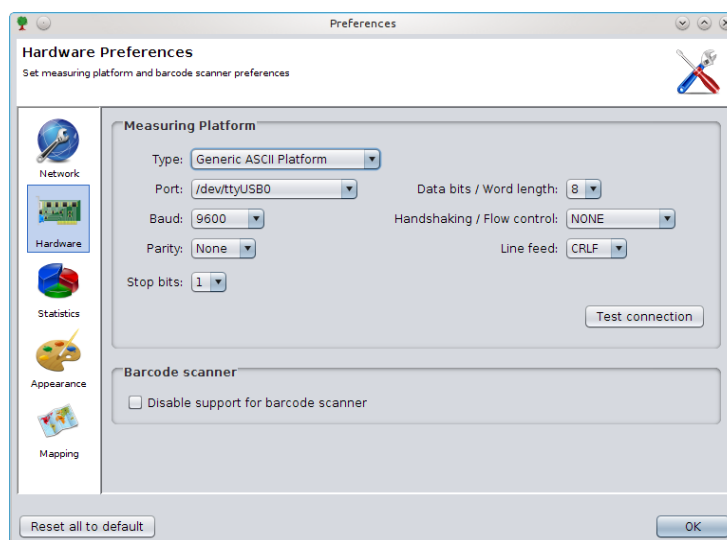 Preferences
Hardware Preferences
Set measuring platform and barcode scanner preferences
Network
Hardware
Statistics
Appearance
Mapping
Measuring Platform
Type: Generic ASCII Platform
Port: /dev/ttyUSB0 Data bits / Word length: 8
Baud: 9600 Handshaking / Flow control: NONE
Parity: None Line feed: CRLF
Stop bits: 1
Test connection
Barcode scanner
Disable support for barcode scanner
Reset all to default OK